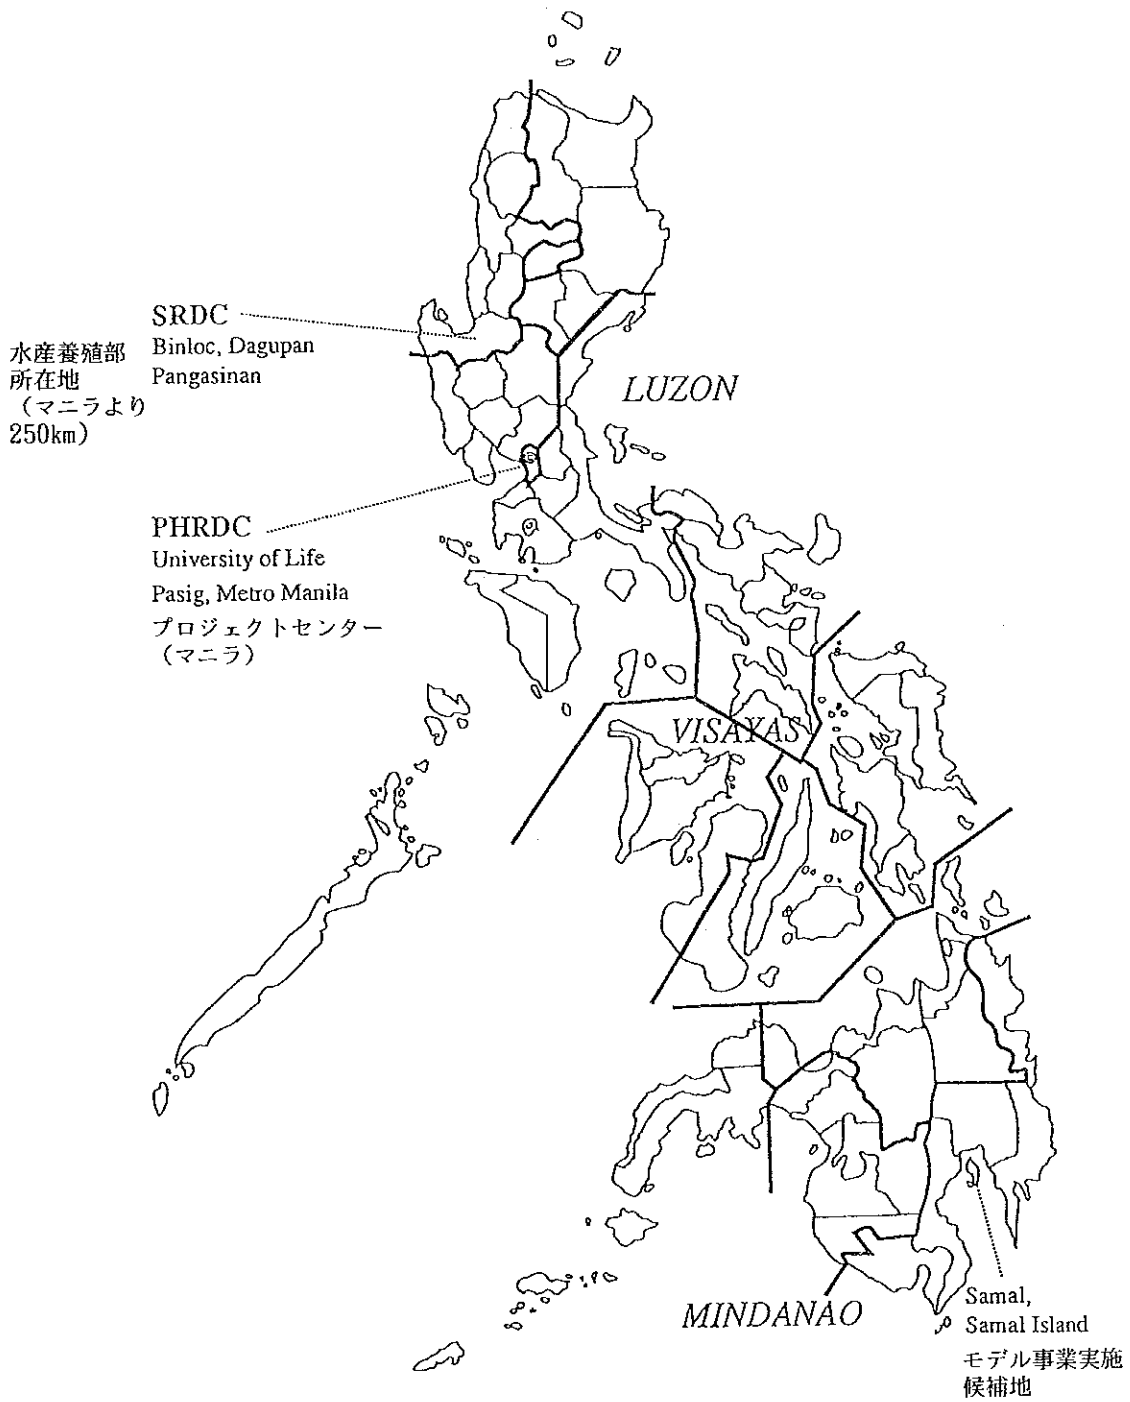 SRDC
Binloc, Dagupan
Pangasinan
水産養殖部
所在地
（マニラより
250km）
LUZON
PHRDC
University of Life
Pasig, Metro Manila
プロジェクトセンター
（マニラ）
VISAYAS
MINDANAO
Samal,
Samal Island
モデル事業実施
候補地